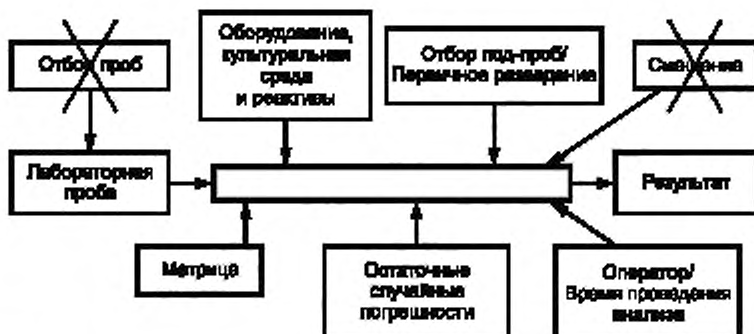 Отбор проб
Оборудование,
культуральная
среда
и реактивы
Отбор под-проб/
Первичное разведение
Смещение
Лабораторная
проба
Результат
Матрица
Остаточные
случайные
погрешности
Оператор/
Время проведения
анализа